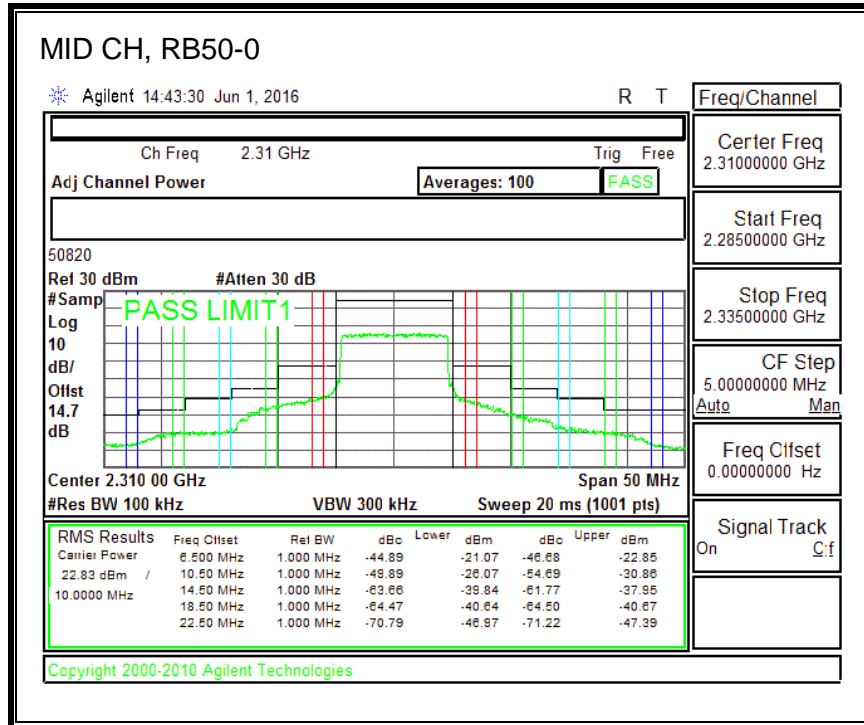 MID CH, RB50-0
Agilent 14:43:30 Jun 1, 2016 R T
Ch Freq 2.31 GHz Trig Free
Adj Channel Power Averages: 100 PASS
50820
Ref 30 dBm #Atten 30 dB
#Samp
Log
10
dB/
Offst
14.7
dB
PASS LIMIT1
Center 2.310 00 GHz Span 50 MHz
#Res BW 100 kHz VBW 300 kHz Sweep 20 ms (1001 pts)
RMS Results Freq Offset Ref BW dBc Lower dBm dBc Upper dBm
Carrier Power 6.500 MHz 1.000 MHz -44.89 -21.07 -46.68 -22.85
22.83 dBm / 10.50 MHz 1.000 MHz -49.89 -26.07 -54.69 -30.86
10.0000 MHz 14.50 MHz 1.000 MHz -63.66 -39.84 -61.77 -37.95
18.50 MHz 1.000 MHz -64.47 -40.64 -64.50 -40.67
22.50 MHz 1.000 MHz -70.79 -46.97 -71.22 -47.39
Copyright 2000-2010 Agilent Technologies
Freq/Channel
Center Freq
2.31000000 GHz
Start Freq
2.28500000 GHz
Stop Freq
2.33500000 GHz
CF Step
5.00000000 MHz
Auto Man
Freq Offset
0.00000000 Hz
Signal Track
On Off